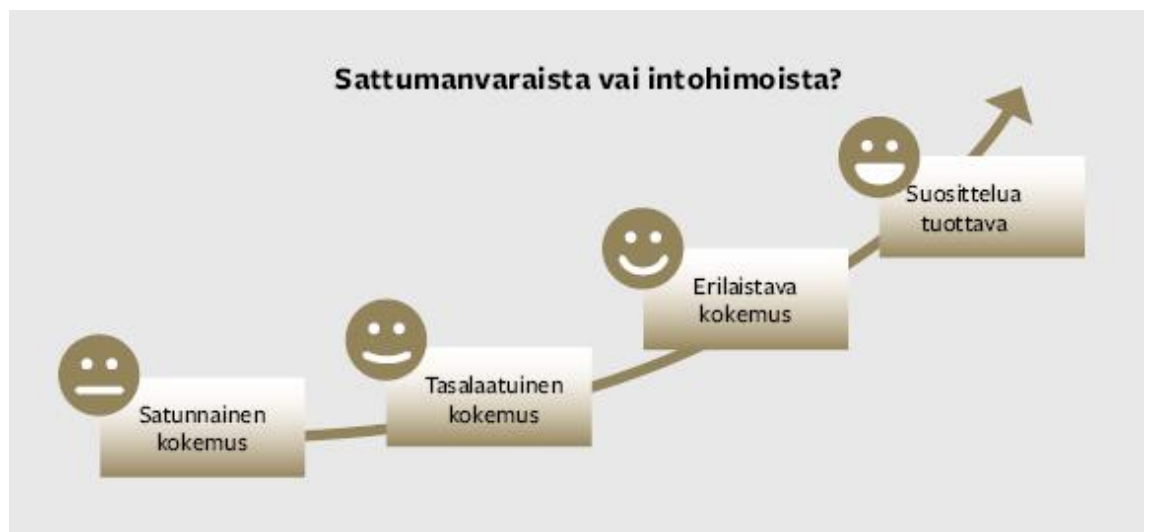 Sattumanvaraista vai intohimoista?
Suosittelua
tuottava
Erilaistava
kokemus
Tasalaatuinen
kokemus
Satunnainen
kokemus